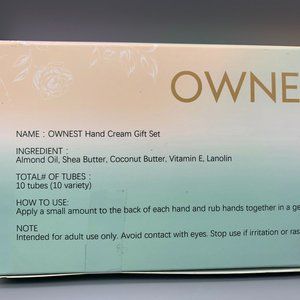 OWNE
NAME : OWNEST Hand Cream Gift Set
INGREDIENT :
Almond Oil, Shea Butter, Coconut Butter, Vitamin E, Lanolin
TOTAL# OF TUBES :
10 tubes (10 variety)
HOW TO USE:
Apply a small amount to the back of each hand and rub hands together in a ge
NOTE
Intended for adult use only. Avoid contact with eyes. Stop use if irritation or ras